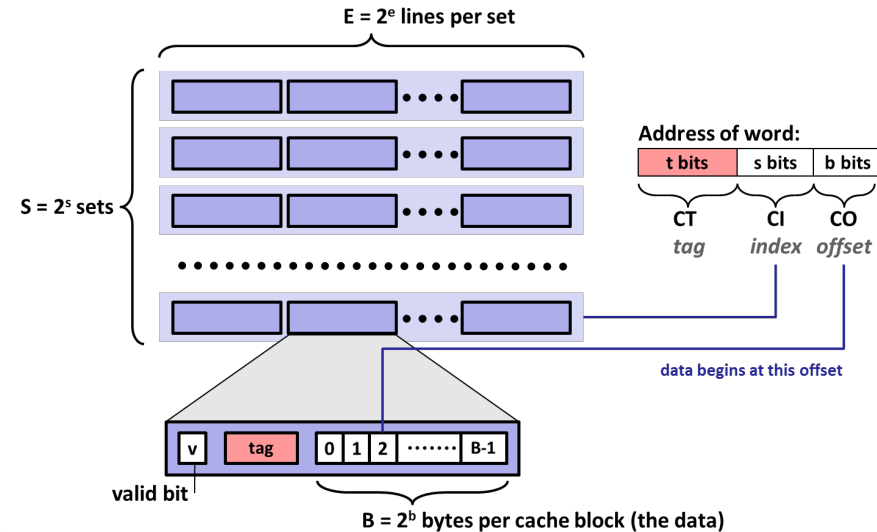 E = 2ᵉ lines per set
Address of word:
t bits s bits b bits
S = 2ˢ sets
CT CI CO
tag index offset
data begins at this offset
v tag 0 1 2 ······· B-1
valid bit
B = 2ᵇ bytes per cache block (the data)